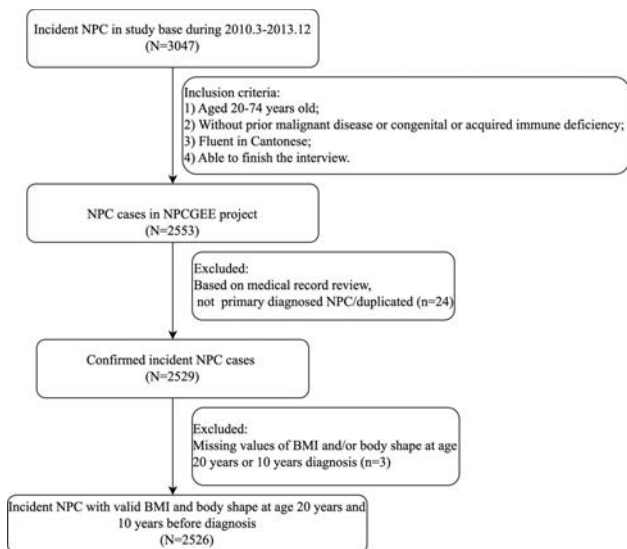 Incident NPC in study base during 2010.3-2013.12
(N=3047)
Inclusion criteria:
1) Aged 20-74 years old;
2) Without prior malignant disease or congenital or acquired immune deficiency;
3) Fluent in Cantonese;
4) Able to finish the interview.
NPC cases in NPCGEE project
(N=2553)
Excluded:
Based on medical record review,
not primary diagnosed NPC/duplicated (n=24)
Confirmed incident NPC cases
(N=2529)
Excluded:
Missing values of BMI and/or body shape at age
20 years or 10 years diagnosis (n=3)
Incident NPC with valid BMI and body shape at age 20 years and
10 years before diagnosis
(N=2526)